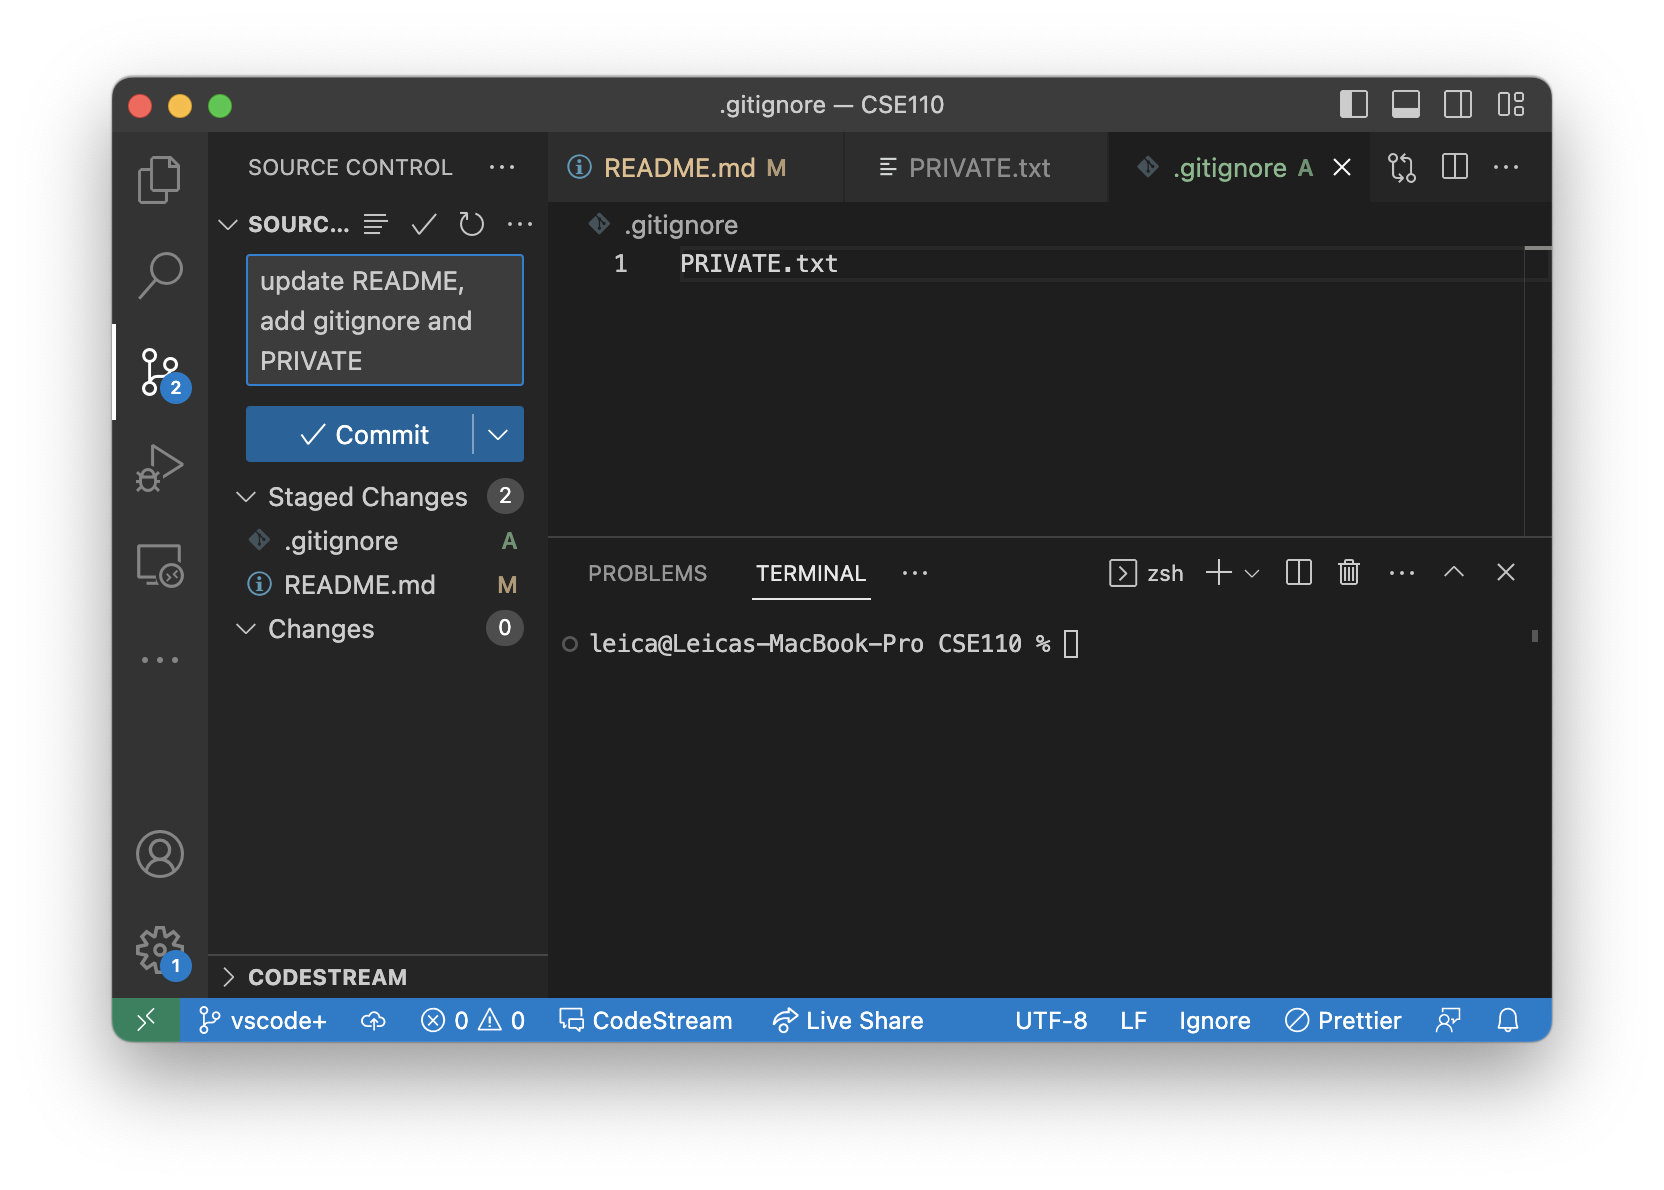 .gitignore — CSE110
SOURCE CONTROL
README.md M
PRIVATE.txt
.gitignore A
SOURC...
.gitignore
update README,
add gitignore and
PRIVATE
1 PRIVATE.txt
2
Commit
Staged Changes 2
.gitignore A
README.md M
Changes 0
PROBLEMS
TERMINAL
zsh
leica@Leicas-MacBook-Pro CSE110 %
1
CODESTREAM
vscode+
0 0
CodeStream
Live Share
UTF-8
LF
Ignore
Prettier